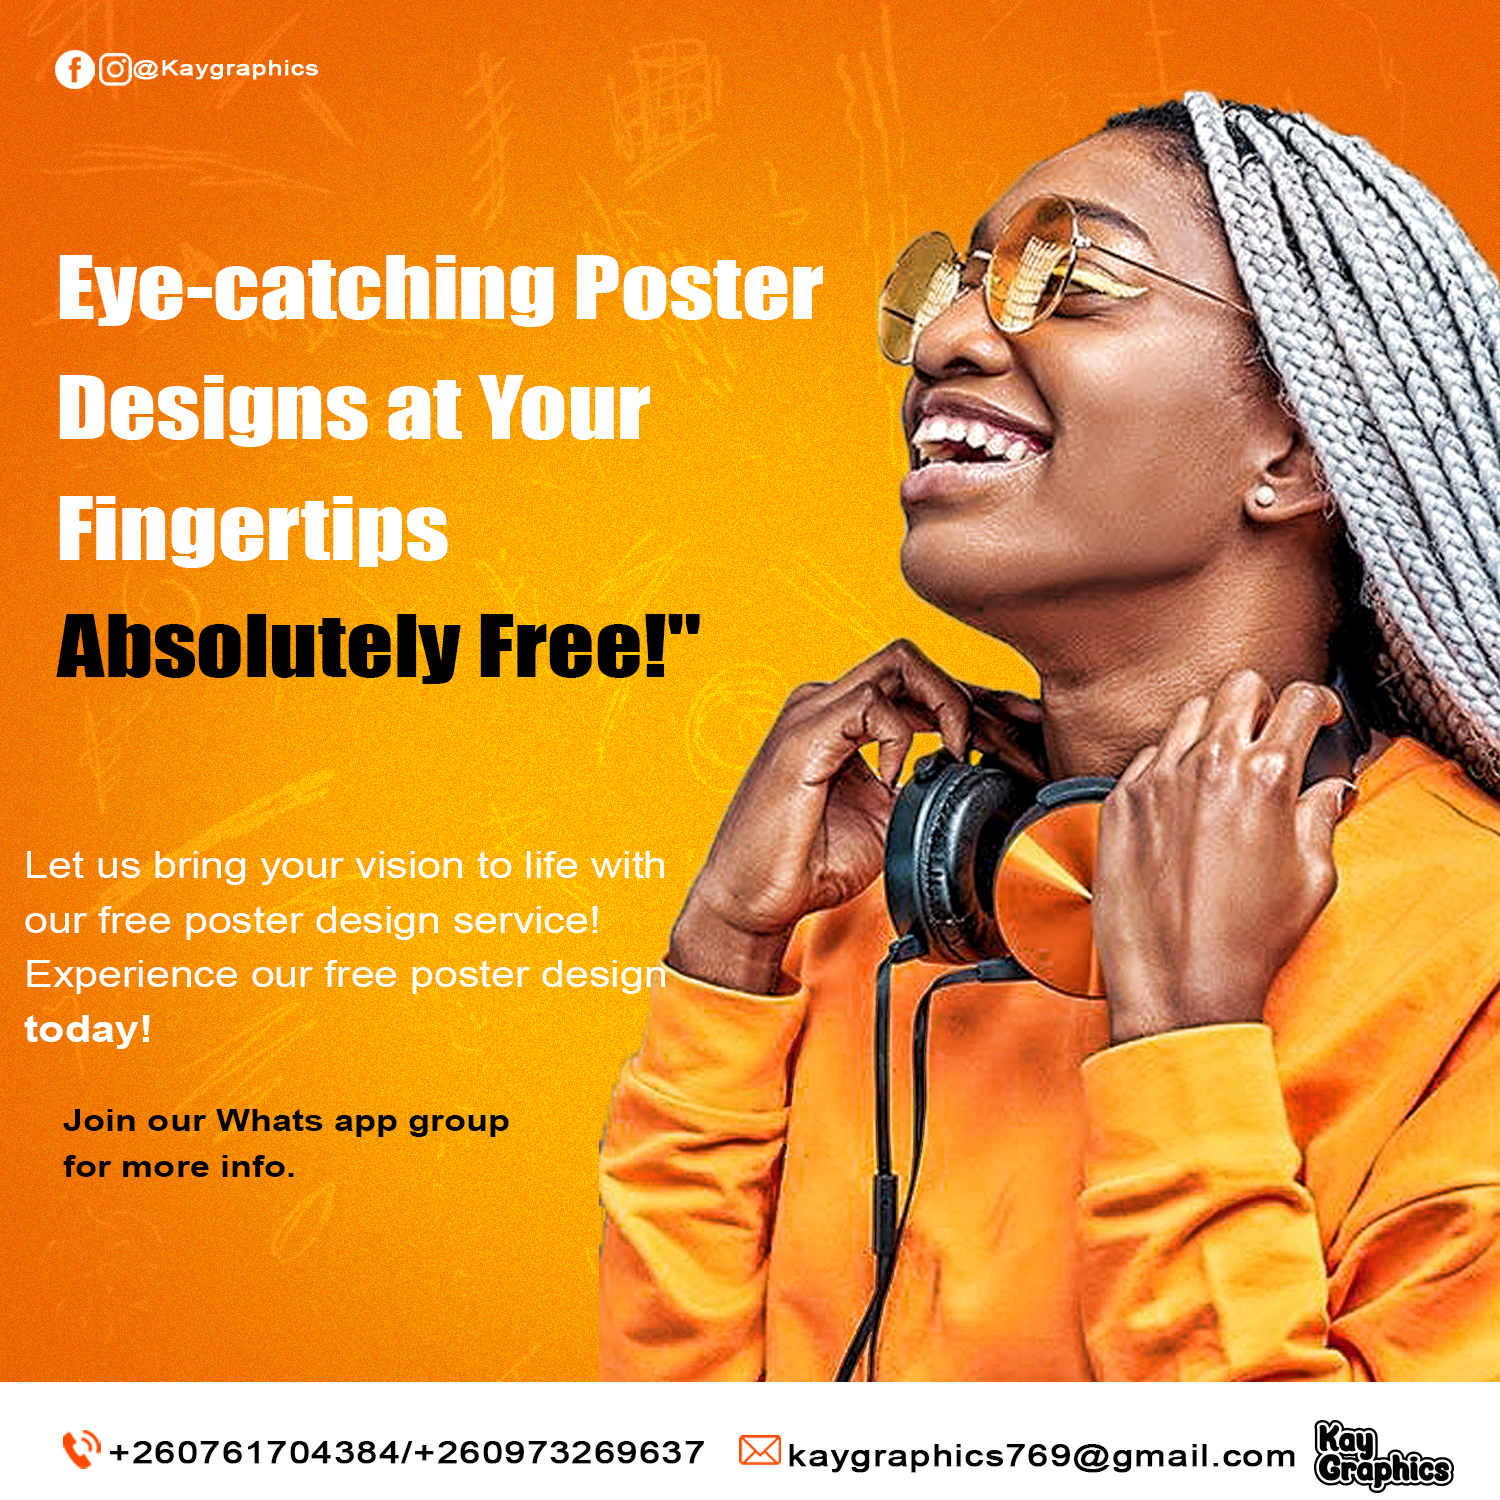 @Kaygraphics
Eye-catching Poster
Designs at Your
Fingertips
Absolutely Free!"
Let us bring your vision to life with
our free poster design service!
Experience our free poster design
today!
Join our Whats app group
for more info.
+260761704384/+260973269637
kaygraphics769@gmail.com
Kay
Graphics